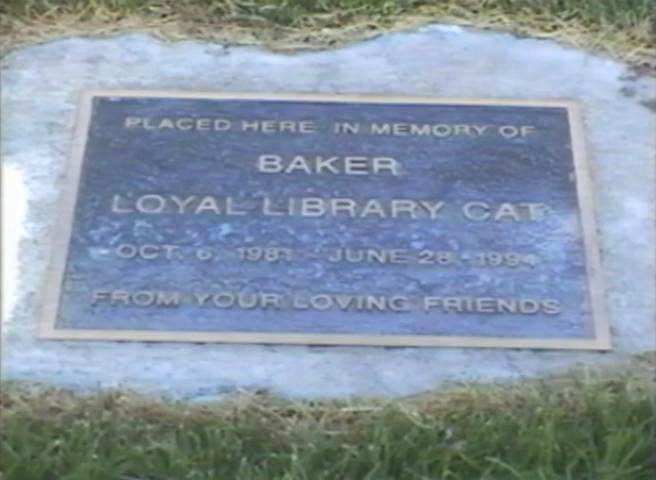 PLACED HERE IN MEMORY OF
BAKER
LOYAL LIBRARY CAT
OCT. 6, 1981 - JUNE 28, 1994
FROM YOUR LOVING FRIENDS